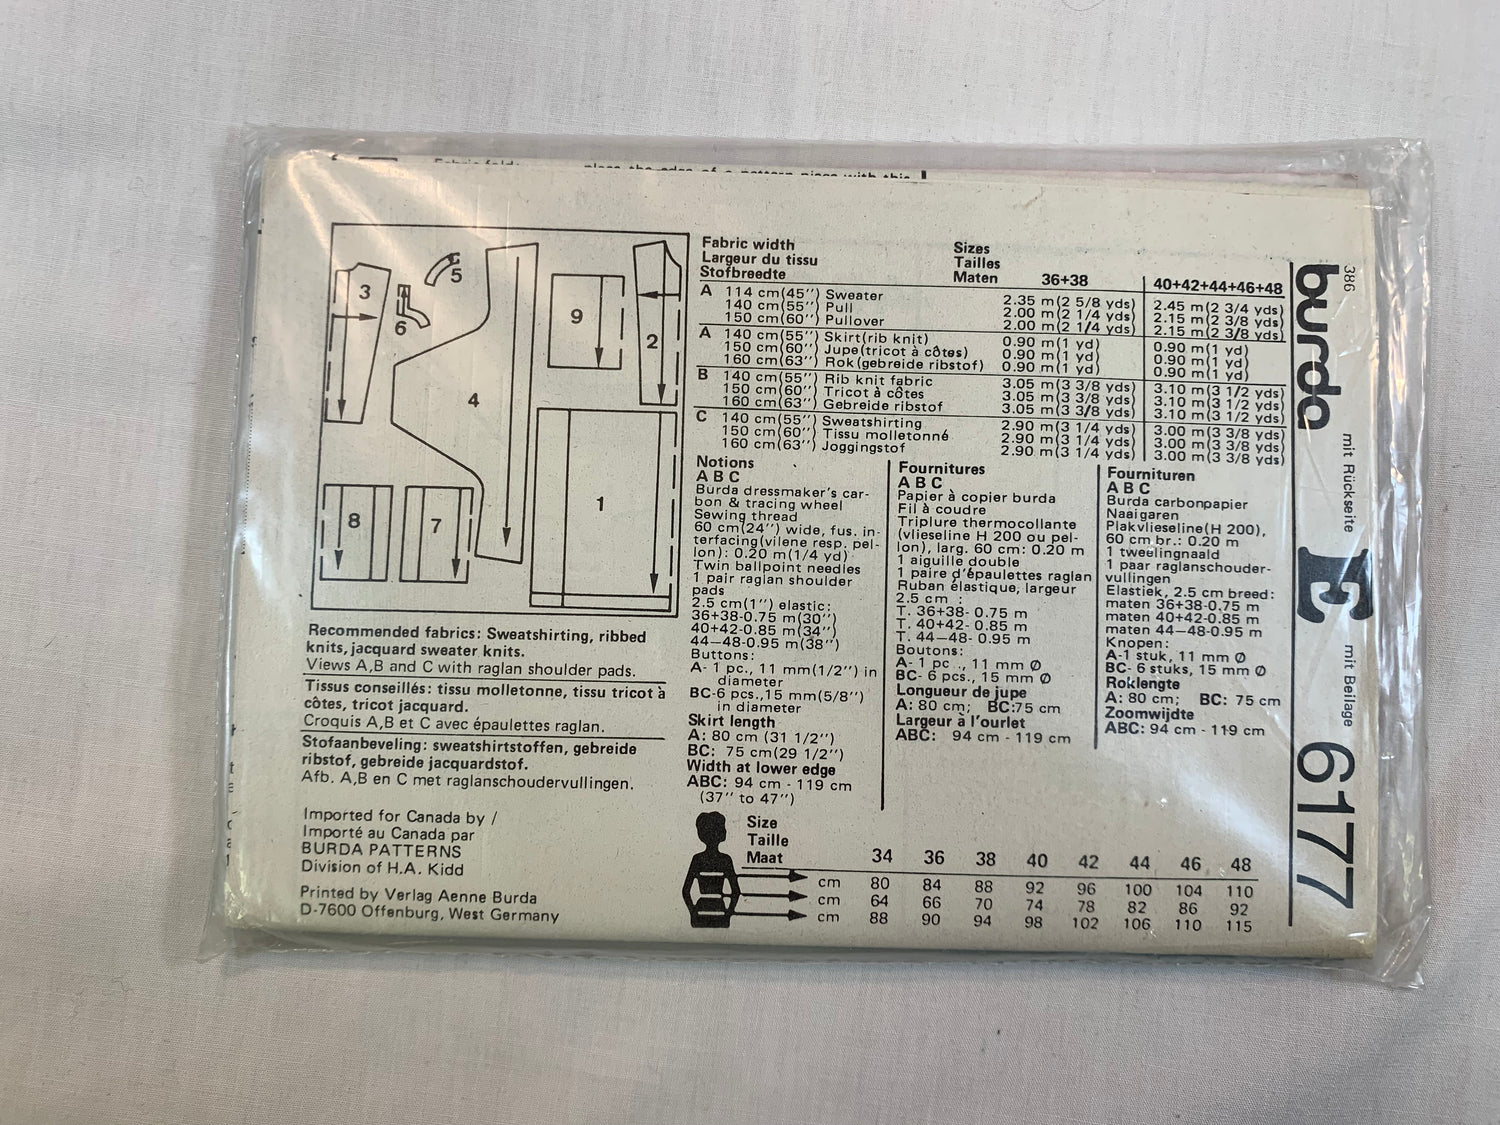 place the edge of a pattern piece with this
3
5
6
4
9
2
8
7
1
Fabric width
Largeur du tissu
Stofbreedte
Sizes
Tailles
Maten 36+38 40+42+44+46+48
A 114 cm(45'') Sweater 2.35 m(2 5/8 yds) 2.45 m(2 3/4 yds)
140 cm(55'') Pull 2.00 m(2 1/4 yds) 2.15 m(2 3/8 yds)
150 cm(60'') Pullover 2.00 m(2 1/4 yds) 2.15 m(2 3/8 yds)
A 140 cm(55'') Skirt(rib knit) 0.90 m(1 yd) 0.90 m(1 yd)
150 cm(60'') Jupe(tricot à côtes) 0.90 m(1 yd) 0.90 m(1 yd)
160 cm(63'') Rok(gebreide ribstof) 0.90 m(1 yd) 0.90 m(1 yd)
B 140 cm(55'') Rib knit fabric 3.05 m(3 3/8 yds) 3.10 m(3 1/2 yds)
150 cm(60'') Tricot à côtes 3.05 m(3 3/8 yds) 3.10 m(3 1/2 yds)
160 cm(63'') Gebreide ribstof 3.05 m(3 3/8 yds) 3.10 m(3 1/2 yds)
C 140 cm(55'') Sweatshirting 2.90 m(3 1/4 yds) 3.00 m(3 3/8 yds)
150 cm(60'') Tissu molletonné 2.90 m(3 1/4 yds) 3.00 m(3 3/8 yds)
160 cm(63'') Joggingstof 2.90 m(3 1/4 yds) 3.00 m(3 3/8 yds)
Notions
A B C
Burda dressmaker's car-
bon & tracing wheel
Sewing thread
60 cm(24'') wide, fus. in-
terfacing(vilene resp. pel-
lon): 0.20 m(1/4 yd)
Twin ballpoint needles
1 pair raglan shoulder
pads
2.5 cm(1'') elastic:
36+38-0.75 m(30'')
40+42-0.85 m(34'')
44—48-0.95 m(38'')
Buttons:
A- 1 pc., 11 mm(1/2'') in
diameter
BC-6 pcs.,15 mm(5/8'')
in diameter
Skirt length
A: 80 cm (31 1/2'')
BC: 75 cm(29 1/2'')
Width at lower edge
ABC: 94 cm - 119 cm
(37'' to 47'')
Fournitures
A B C
Papier à copier burda
Fil à coudre
Triplure thermocollante
(vlieseline H 200 ou pel-
lon), larg. 60 cm: 0.20 m
1 aiguille double
1 paire d'épaulettes raglan
Ruban élastique, largeur
2.5 cm :
T. 36+38- 0.75 m
T. 40+42- 0.85 m
T. 44—48- 0.95 m
Boutons:
A- 1 pc ., 11 mm Ø
BC- 6 pcs., 15 mm Ø
Longueur de jupe
A: 80 cm; BC:75 cm
Largeur à l'ourlet
ABC: 94 cm - 119 cm
Fournituren
A B C
Burda carbonpapier
Naaigaren
Plakvlieseline(H 200),
60 cm br.: 0.20 m
1 tweelingnaald
1 paar raglanschouder-
vullingen
Elastiek, 2.5 cm breed:
maten 36+38-0.75 m
maten 40+42-0.85 m
maten 44—48-0.95 m
Knopen:
A-1 stuk, 11 mm Ø
BC- 6 stuks, 15 mm Ø
Roklengte
A: 80 cm; BC: 75 cm
Zoomwijdte
ABC: 94 cm - 119 cm
Recommended fabrics: Sweatshirting, ribbed
knits, jacquard sweater knits.
Views A,B and C with raglan shoulder pads.
Tissus conseillés: tissu molletonne, tissu tricot à
côtes, tricot jacquard.
Croquis A,B et C avec épaulettes raglan.
Stofaanbeveling: sweatshirtstoffen, gebreide
ribstof, gebreide jacquardstof.
Afb. A,B en C met raglanschoudervullingen.
Imported for Canada by /
Importé au Canada par
BURDA PATTERNS
Division of H.A. Kidd
Printed by Verlag Aenne Burda
D-7600 Offenburg, West Germany
Size
Taille
Maat 34 36 38 40 42 44 46 48
cm 80 84 88 92 96 100 104 110
cm 64 66 70 74 78 82 86 92
cm 88 90 94 98 102 106 110 115
386
burda
mit Rückseite
E
mit Beilage
6177